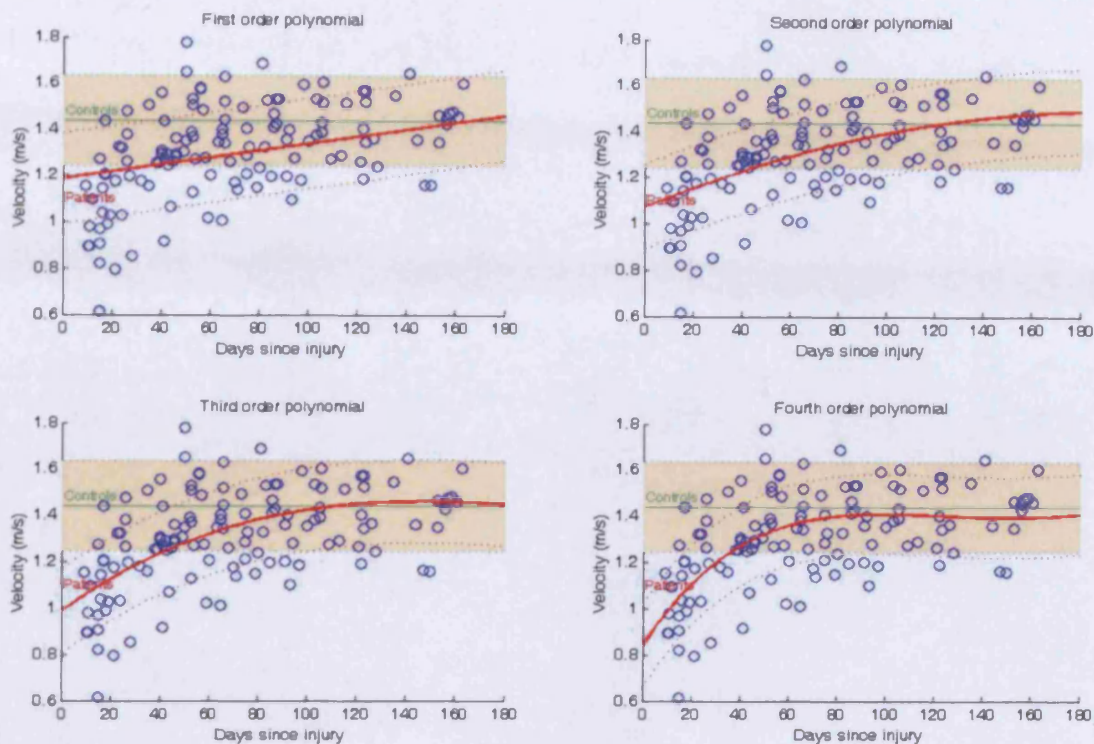 First order polynomial
1.8
1.6
1.4
1.2
1
0.8
0.6
Velocity (m/s)
Controls
Patients
0 20 40 60 80 100 120 140 160 180
Days since injury
Second order polynomial
1.8
1.6
1.4
1.2
1
0.8
0.6
Velocity (m/s)
Controls
Patients
0 20 40 60 80 100 120 140 160 180
Days since injury
Third order polynomial
1.8
1.6
1.4
1.2
1
0.8
0.6
Velocity (m/s)
Controls
Patients
0 20 40 60 80 100 120 140 160 180
Days since injury
Fourth order polynomial
1.8
1.6
1.4
1.2
1
0.8
0.6
Velocity (m/s)
Controls
Patients
0 20 40 60 80 100 120 140 160 180
Days since injury